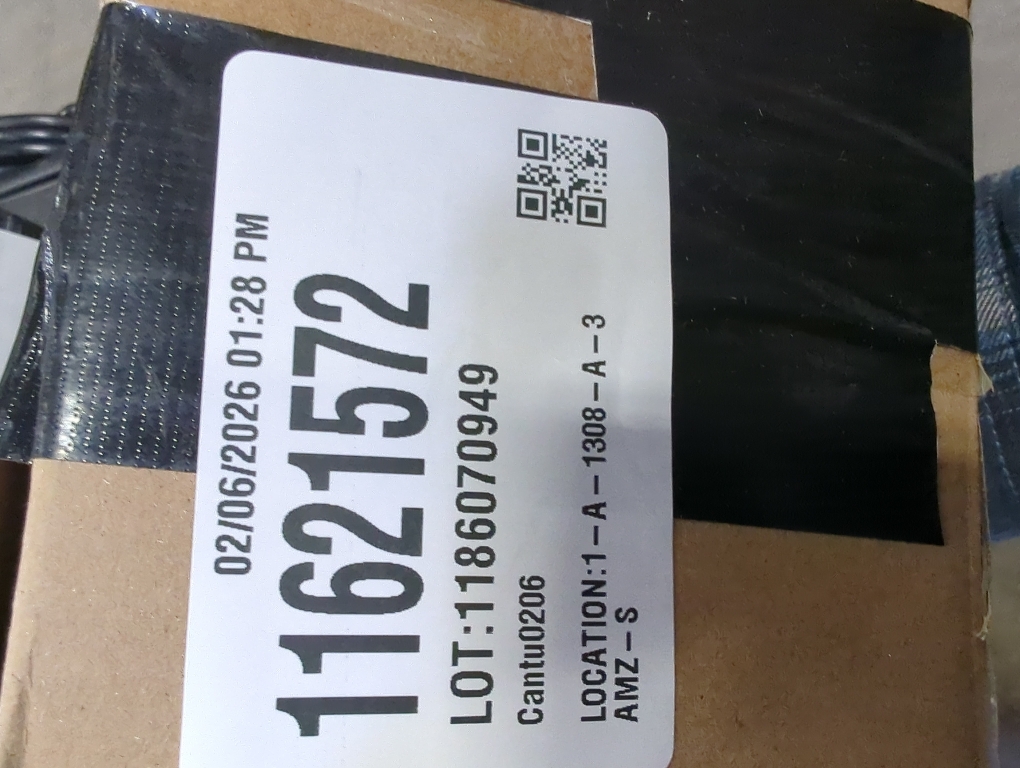 02/06/2026 01:28 PM
11621572
LOT:1186070949
Cantu0206
LOCATION:1-A-1308-A-3
AMZ-S